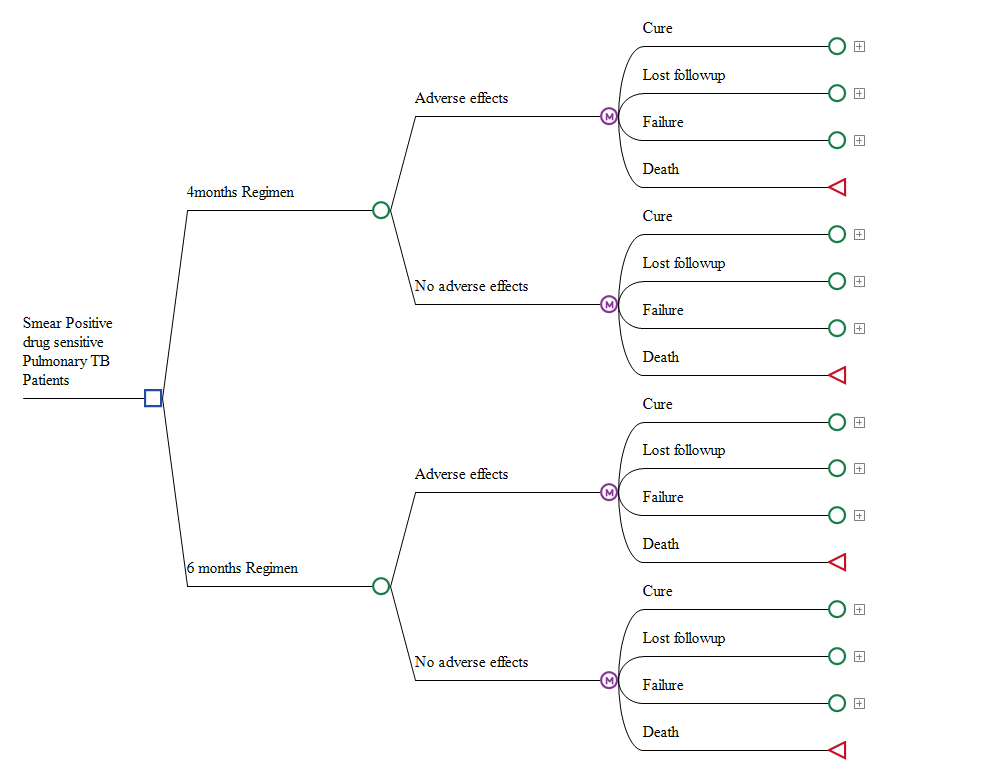 Cure
Lost followup
Adverse effects
Failure
M
Death
4months Regimen
Cure
Lost followup
No adverse effects
Failure
M
Death
Smear Positive
drug sensitive
Pulmonary TB
Patients
Cure
Lost followup
Adverse effects
Failure
M
Death
6 months Regimen
Cure
Lost followup
No adverse effects
Failure
M
Death